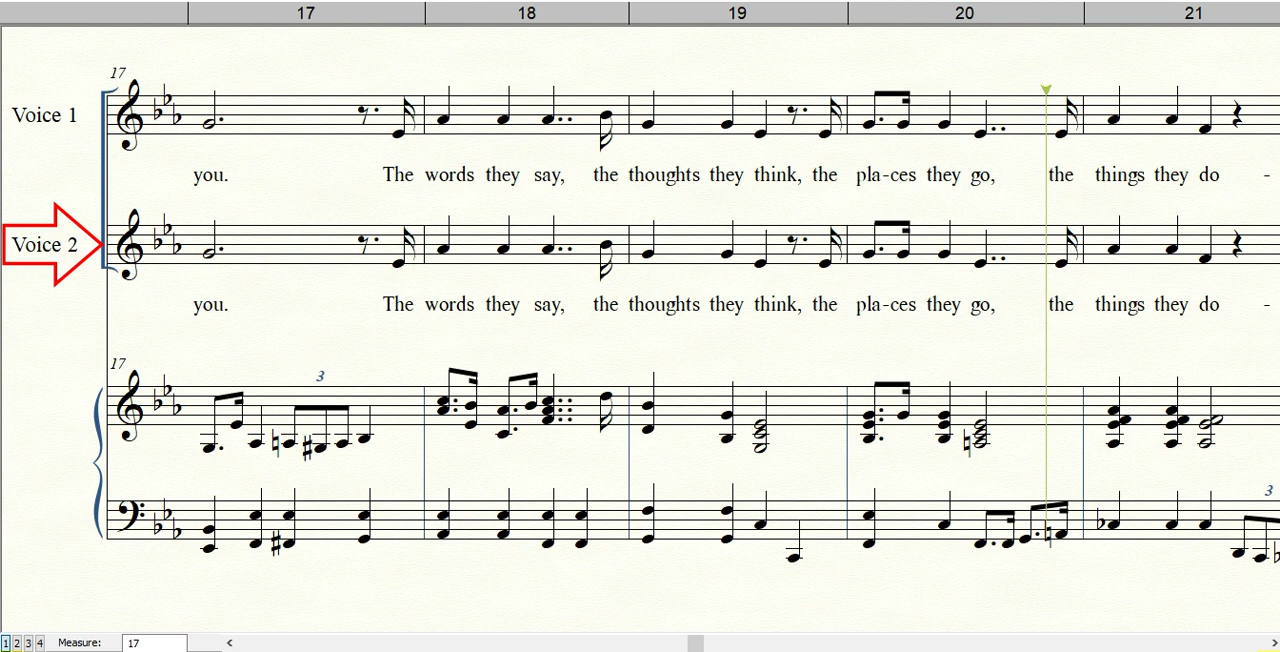 17 18 19 20 21
17
Voice 1
you. The words they say, the thoughts they think, the pla-ces they go, the things they do -
Voice 2
you. The words they say, the thoughts they think, the pla-ces they go, the things they do -
17
3
3
1 2 3 4 Measure: 17 < >